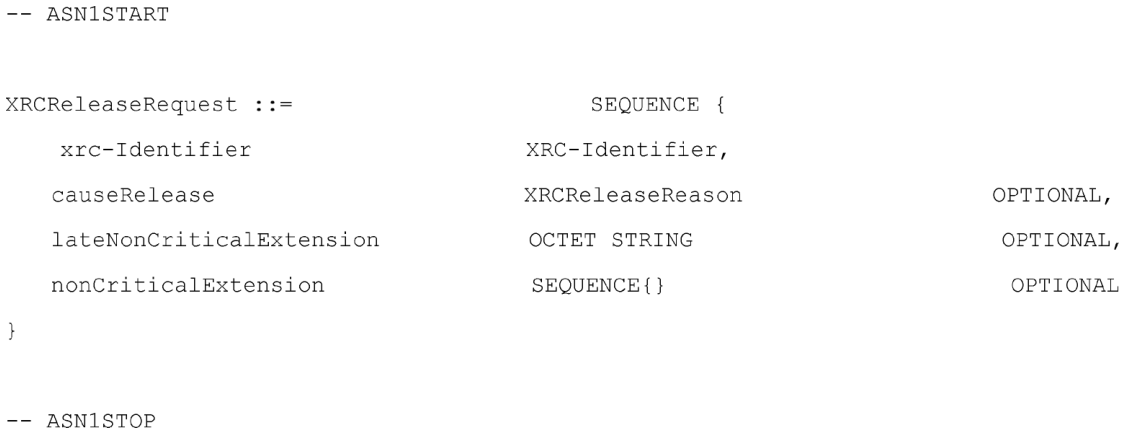 -- ASN1START
XRCReleaseRequest ::= SEQUENCE {
xrc-Identifier XRC-Identifier,
causeRelease XRCReleaseReason OPTIONAL,
lateNonCriticalExtension OCTET STRING OPTIONAL,
nonCriticalExtension SEQUENCE{} OPTIONAL
}
-- ASN1STOP